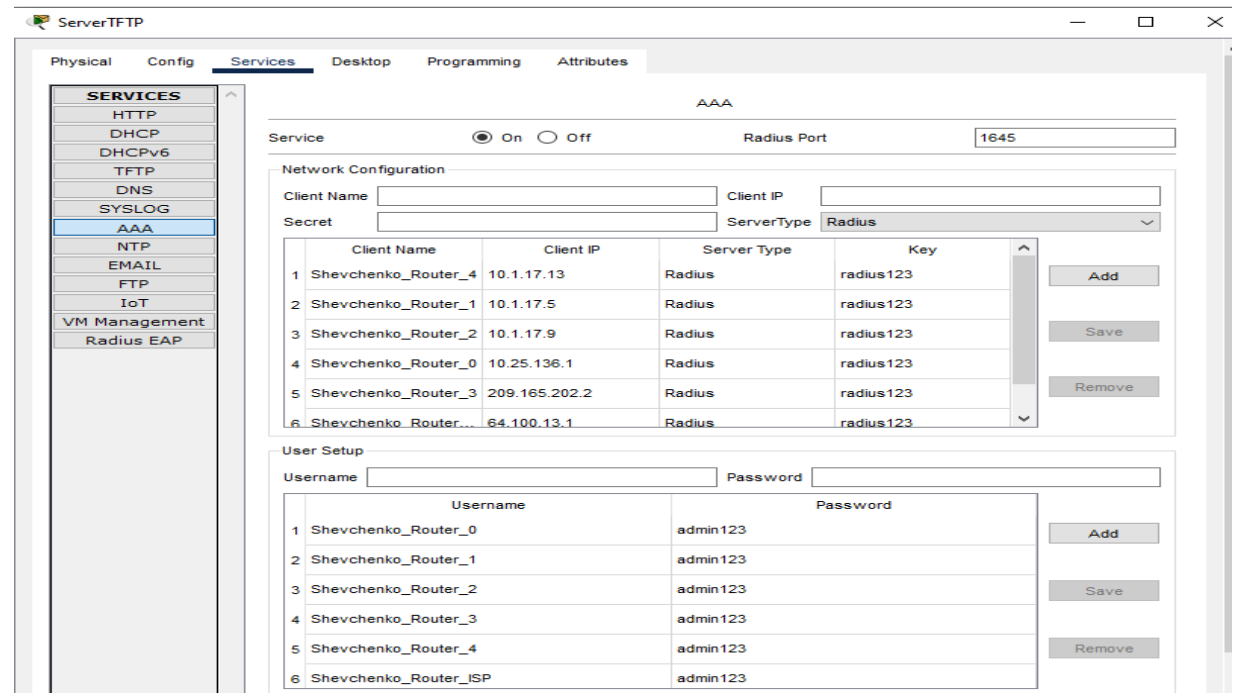 ServerTFTP
Physical Config Services Desktop Programming Attributes
SERVICES
HTTP
DHCP
DHCPv6
TFTP
DNS
SYSLOG
AAA
NTP
EMAIL
FTP
IoT
VM Management
Radius EAP
AAA
Service On Off Radius Port 1645
Network Configuration
Client Name Client IP
Secret ServerType Radius
Client Name Client IP Server Type Key
1 Shevchenko_Router_4 10.1.17.13 Radius radius123
2 Shevchenko_Router_1 10.1.17.5 Radius radius123
3 Shevchenko_Router_2 10.1.17.9 Radius radius123
4 Shevchenko_Router_0 10.25.136.1 Radius radius123
5 Shevchenko_Router_3 209.165.202.2 Radius radius123
6 Shevchenko_Router... 64.100.13.1 Radius radius123
Add
Save
Remove
User Setup
Username Password
Username Password
1 Shevchenko_Router_0 admin123
2 Shevchenko_Router_1 admin123
3 Shevchenko_Router_2 admin123
4 Shevchenko_Router_3 admin123
5 Shevchenko_Router_4 admin123
6 Shevchenko_Router_ISP admin123
Add
Save
Remove